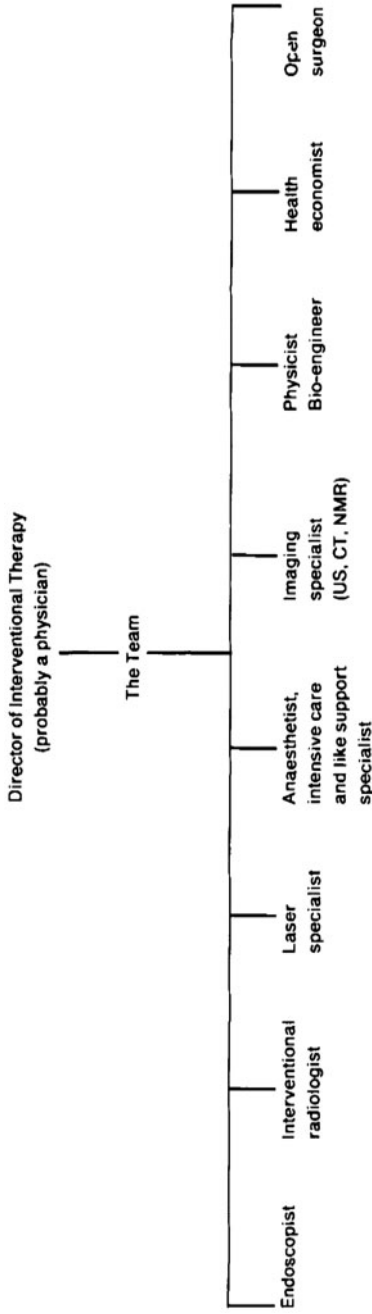 Director of Interventional Therapy
(probably a physician)
The Team
Endoscopist
Interventional
radiologist
Laser
specialist
Anaesthetist,
intensive care
and like support
specialist
Imaging
specialist
(US, CT, NMR)
Physicist
Bio-engineer
Health
economist
Open
surgeon